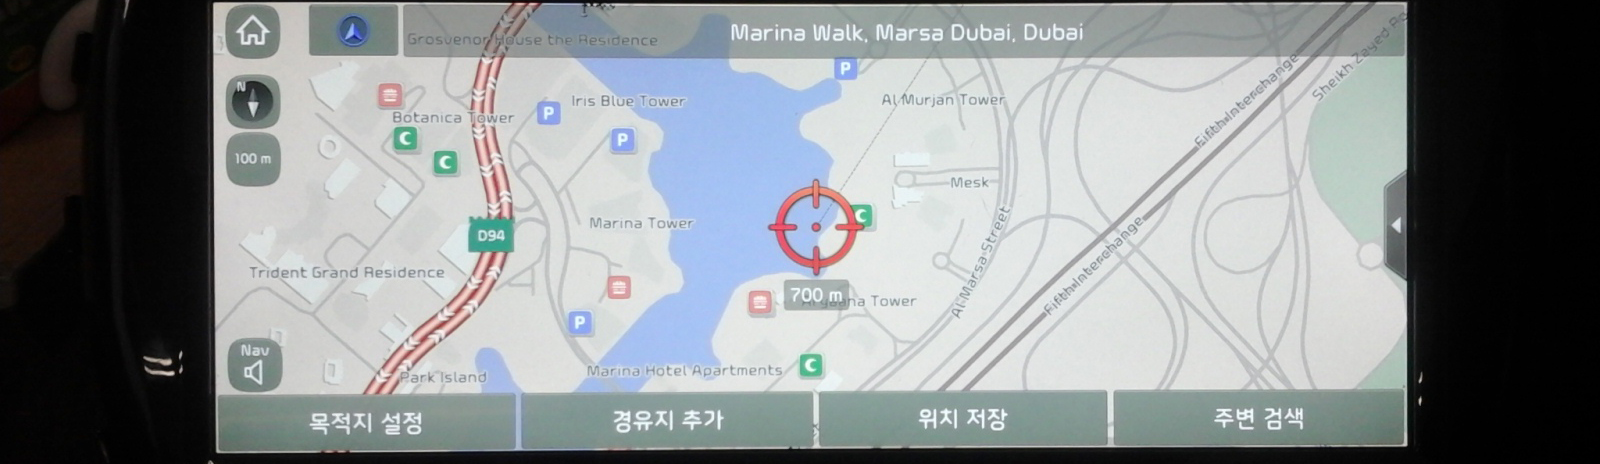 Grosvenor House the Residence
Marina Walk, Marsa Dubai, Dubai
N
100 m
Botanica Tower
Iris Blue Tower
P
P
P
Al Murjan Tower
Mesk
Marina Tower
D94
Trident Grand Residence
Al Marsa Street
Fifth Interchange
Fifth Interchange
Sheikh Zayed
700 m
Tower
P
Marina Hotel Apartments
Park Island
Nav
목적지 설정
경유지 추가
위치 저장
주변 검색